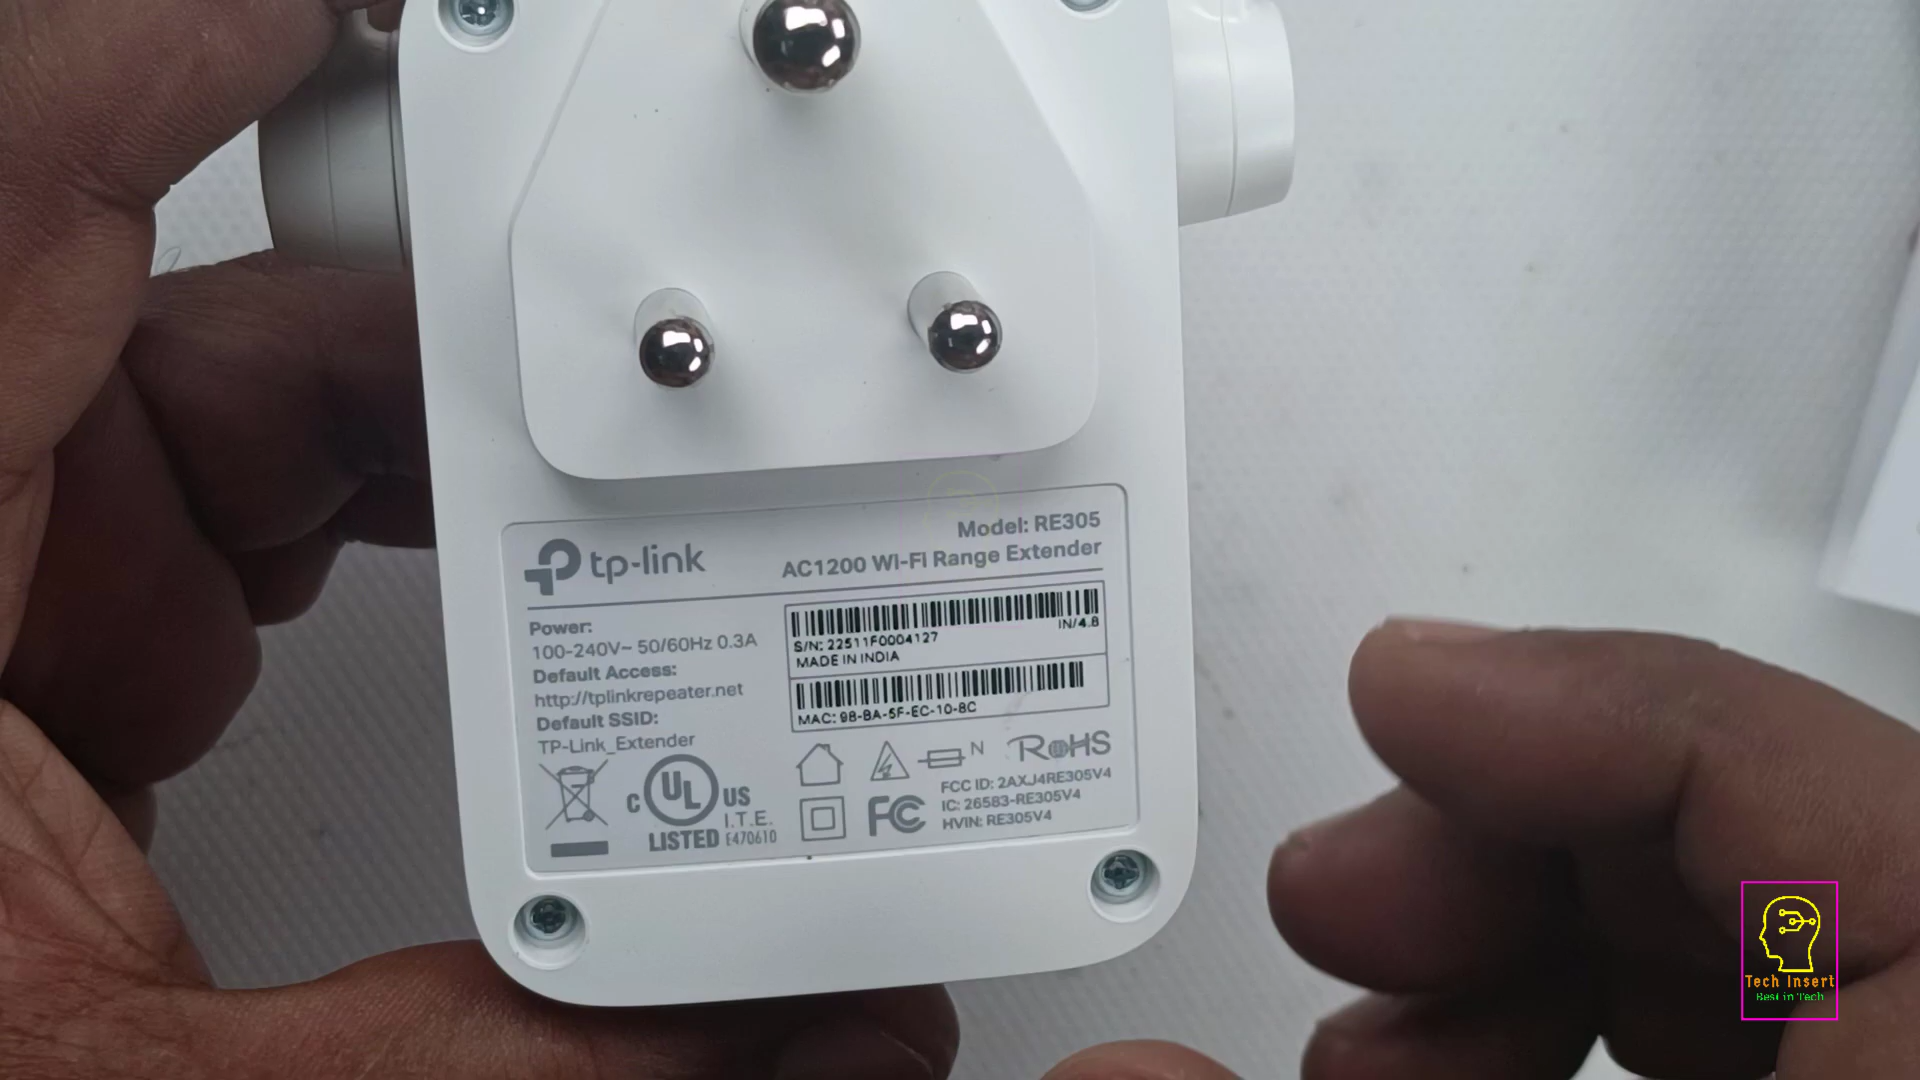 tp-link
Model: RE305
AC1200 Wi-Fi Range Extender
Power:
100-240V~ 50/60Hz 0.3A
Default Access:
http://tplinkrepeater.net
Default SSID:
TP-Link_Extender
S/N: 22511F0004127
IN/4.8
MADE IN INDIA
MAC: 98-BA-5F-EC-10-8C
C UL US
LISTED
I.T.E.
E470610
N
RoHS
FC
FCC ID: 2AXJ4RE305V4
IC: 26583-RE305V4
HVIN: RE305V4
Tech Insert
Best in Tech